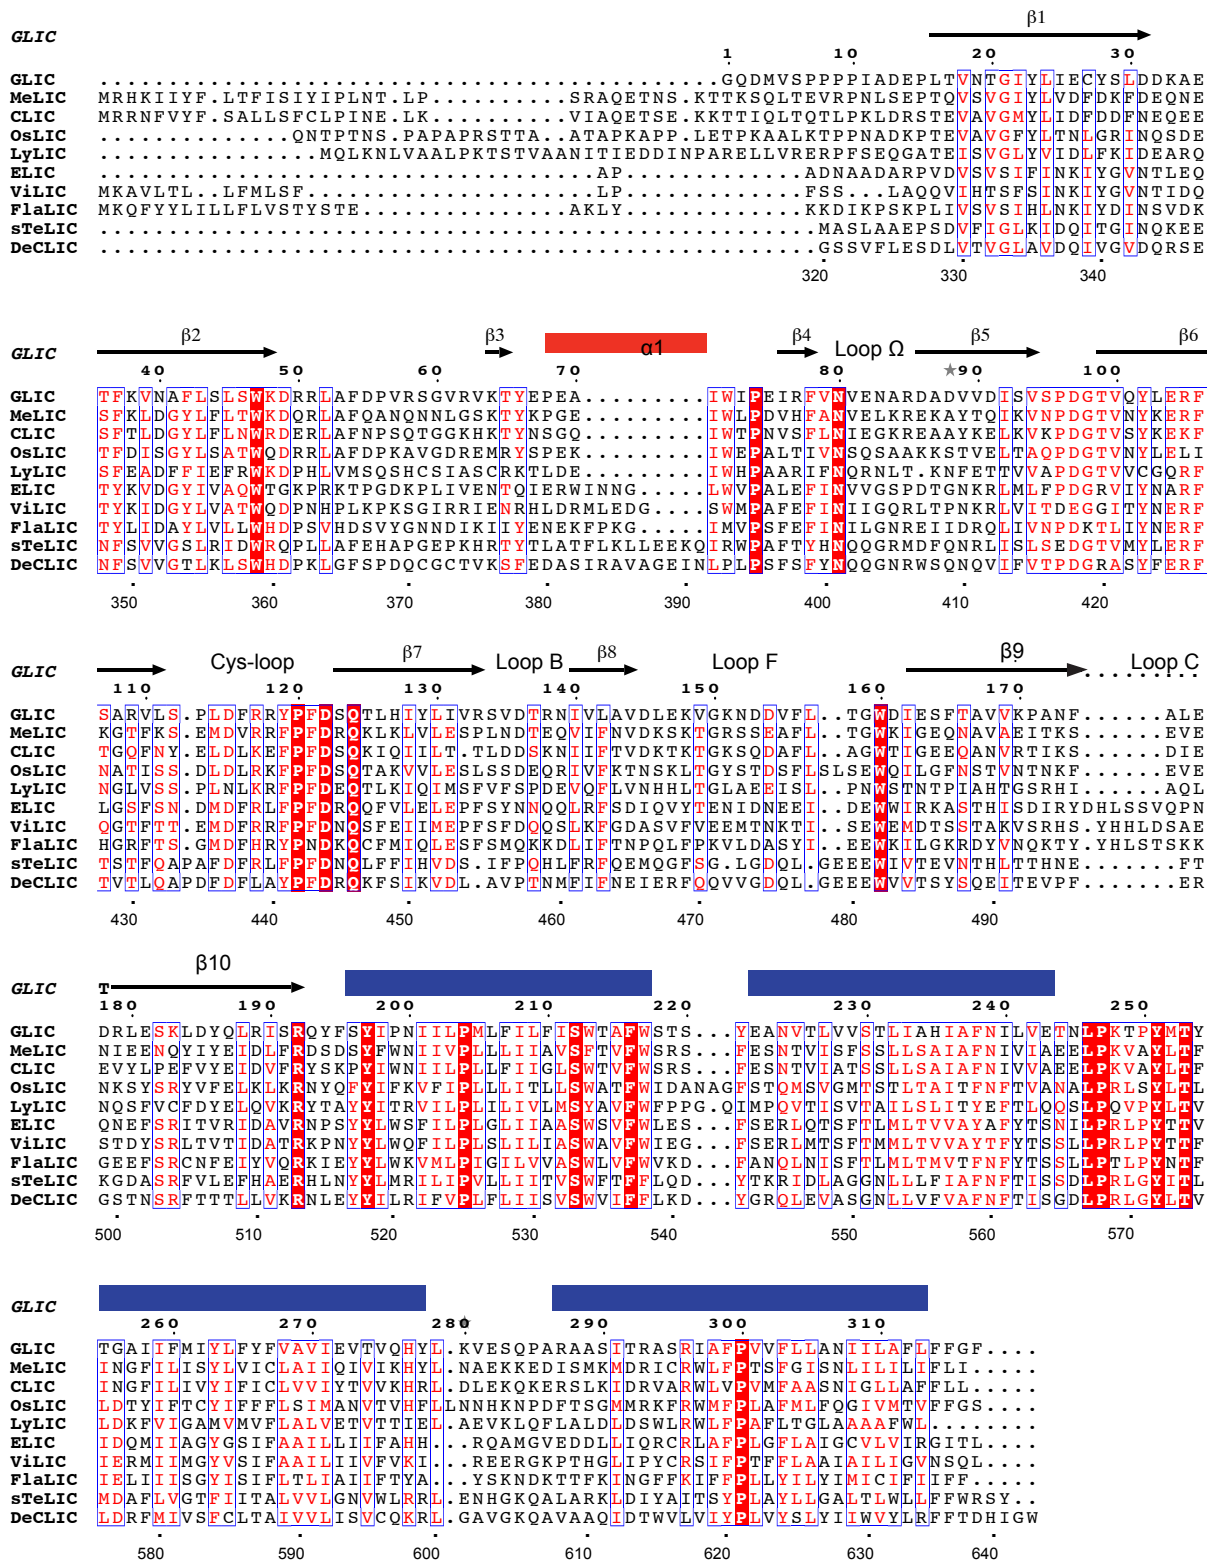 β1
GLIC
1 10 20 30
GLIC .............................................GQDMVSPPPPIADEPLTVNTGIYLIECYSLDDKAE
MeLIC MRHKIIYF.LTFISIYIPLNT.LP..........SRAQETNS.KTTKSQLTEVRPNLSEPTQVSVGIYLVDFDKFDEQNE
CLIC MRRNFVYF.SALLSFCLPINE.LK..........VIAQETSE.KKTTIQLTQTLPKLDRSTEVAVGMYLIDFDDFNEQEE
OsLIC ..............QNTPTNS.PAPAPRSTTA..ATAPKAPP.LETPKAALKTPPNADKPTEVAVGFYLTNLGRINQSDE
LyLIC ................MQLKNLVAALPKTSTVAANITIEDDINPARELLVRERPFSEQGATEISVGLYVIDLFKIDEARQ
ELIC ....................................AP.............ADNAADARPVDVSVSIFINKIYGVNTLEQ
ViLIC MKAVLTL..LFMLSF.....................LP.............FSS...LAQQVIHTSFSINKIYGVNTIDQ
FlaLIC MKQFYYLILLFLVSTYSTE...............AKLY.............KKDIKPSKPLIVSVSIHLNKIYDINSVDK
sTeLIC ....................................................MASLAAEPSDVFIGLKIDQITGINQKEE
DeCLIC ....................................................GSSVFLESDLVTVGLAVDQIVGVDQRSE
320 330 340
β2 β3 α1 β4 Loop Ω β5 β6
GLIC
40 50 60 70 80 90 100
GLIC TFKVNAFLSLSWKDRRLAFDPVRSGVRVKTYEPEA.........IWIPEIRFVNVENARDADVVDISVSPDGTVQYLERF
MeLIC SFKLDGYLFLTWKDRRLAFQANQNNLGSKTYKPGE.........IWLPDVHFANVELKREKAYTQIKVNPDGTVNYKERF
CLIC SFTLDGYLFLNWRDERLAFNPSQTGGKHKTYNSGQ.........IWTPNVSFLNIEGKREAAYKELKVKPDGTVSYKEKF
OsLIC TFDISGYLSATWQDRRLAFDPKAVGDREMRYSPEK.........IWEPALTIVNSQSAAKKSTVELTAQPDGTVNYLELI
LyLIC SFEADFFIEFRWKDPHLVMSQSHCSIASCRKTLDE.........IWHPAARIFNQRNLT.KNFETTVVAPDGTVVCGQRF
ELIC TYKVDGYIVAQWTGKPRKTPGDKPLIVENTQIERWINNG.....LWVPALEFINVVGSPDTGNKRLMLFPDGRVIYNARF
ViLIC TYKIDGYLVATWQDPNHPLKPKSGIRRIENRHLDRMLEDG....SWMPAFEFINIIGQRLTPNKRLVITDEGGITYNERF
FlaLIC TYLIDAYLVLLWHDPSVHDSVYGNNDIKIIYENEKFPKG.....IMVPSFEFINILGNREIIDRQLIVNPDKTLIYNERF
sTeLIC NFSVVGSLRIDWRQPLLAFEHAPGEPKHRTYTLATFLKLLEEKQIRWPAFTYHNQQGRMDFQNRLISLSEDGTVMYLERF
DeCLIC NFSVVGTLKLSWHDPKLGFSPDQCGCTVKSFEDASIRAVAGEINLPLPSFSFYNQQGNRWSQNQVIFVTPDGRASYFERF
350 360 370 380 390 400 410 420
Cys-loop β7 Loop B β8 Loop F β9 Loop C
GLIC
110 120 130 140 150 160 170
GLIC SARVLS.PLDFRRYPFDSQTLHIYLIVRSVDTRNIVLAVDLEKVGKNDDVFL..TGWDIESFTAVVKPANF......ALE
MeLIC KGTFKS.EMDVRRFPFDRQKLKLVLESPLNDTEQVIFNVDKSKTGRSSEAFL..TGWKIGEQNAVAEITKS......EVE
CLIC TGQFNY.ELDLKEFPFDSQKIQIILT.TLDDSKNIIFTVDKTKTGKSQDAFL..AGWTIGEEQANVRTIKS......DIE
OsLIC NATISS.DLDLRKFPFDSQTAKVVLESLSSDEQRIVFKTNSKLTGYSTDSFLSLSEWQILGFNSTVNTNKF......EVE
LyLIC NGLVSS.PLNLKRFPFDEQTLKIQIMSFVFSPDEVQFLVNHHLTGLAEEISL..PNWSTNTPIAHTGSRHI......AQL
ELIC LGSFSN.DMDFRLFPFDRQQFVLELEPFSYNNQQLRFSDIQVYTENIDNEEI..DEWWIRKASTHISDIRYDHLSSVQPN
ViLIC QGTFTT.EMDFRRFPFDNQSFEIIMEPFSFDQQSLKFGDASVFVEEMTNKTI..SEWEMDTSSTAKVSRHS.YHHLDSAE
FlaLIC HGRFTS.GMDFHRYPNDKQCFMIQLESFSMQKKDLIFTNPQLFPKVLDASYI..EEWKILGKRDYVNQKTY.YHLSTSKK
sTeLIC TSTFQAPAFDFRLFPFDNQLFFIHVDS.IFPQHLFRFQEMQGFSG.LGDQL.GEEEWIVTEVNTHLTTHNE.......FT
DeCLIC TVTLQAPDFDFLAYPFDRQKFSIKVDL.AVPTNMFIFNEIERFQQVVGDQL.GEEEWVVTSYSQEITEVPF.......ER
430 440 450 460 470 480 490
β10
GLIC T
180 190 200 210 220 230 240 250
GLIC DRLESKLDYQLRISRQYFSYIPNIILPMLFILFISWTAFWSTS...YEANVTLVVSTLIAHIAFNILVETNLPKTPYMTY
MeLIC NIEENQYIYEIDLFRDSDSYFWNIIVPLLLIIAVSFTVFWSRS...FESNTVISFSSLLSAIAFNIVIAEELPKVAYLTF
CLIC EVYLPEFVYEIDVFRYSKPYIWNIILPLLFIIGLSWTVFWSRS...FESNTVIATSSLLSAIAFNIVVAEELPKVAYLTF
OsLIC NKSYSRYVFELKLKRNYQFYIFKVFIPLLLITLLSWATFWIDANAGFSTQMSVGMTSTLTAITFNFTVANALPRLSYLTL
LyLIC NQSFVCFDYELQVKRYTAYYITRVILPLILIVLMSYAVFWFPPG.QIMPQVTISVTAILSLITYEFTLQQSLPQVPYLTV
ELIC QNEFSRITVRIDAVRNPSYYLWSFILPLGLIIAASWSVFWLES...FSERLQTSFTLMLTVVAYAFYTSNILPRLPYTTV
ViLIC STDYSRLTVTIDATRKPNYYLWQFILPLSLILIASWAVFWIEG...FSERLMTSFTMMLTVVAYTFYTSSLLPRLPYTTF
FlaLIC GEEFSRCNFEIYVQRKIEYYLWKVMLPIGILVVASWLVFWVKD...FANQLNISFTLMLTMVTFNFYTSSLLPTLPYNTF
sTeLIC KGDASRFVLEFHAERHLNYYLMRILIPVLLIITVSWFTFFLQD...YTKRIDLAGGNLLLFIAFNFTISSDLPRLGYITL
DeCLIC GSTNSRFTTTLLVKRNLEYYILRIFVPLFLIISVSWVIFFLKD...YGRQLEVASGNLLVFVAFNFTISGDLPRLGYLTV
500 510 520 530 540 550 560 570
GLIC
260 270 280 290 300 310
GLIC TGAIIFMIYLFYFVAVIEVTVQHYL.KVESQPARAASITRASRIAFPVVFLLANIILAFLFFGF....
MeLIC INGFILISYLVICLAIIQIVIKHYL.NAEKKEDISMKMDRICRWLFPTSFGISNLILILIFI......
CLIC INGFILIVYIFICLVVIYTVVKHRL.DLEKQKERSLKIDRVARWLVPVMFAASNIGLLAFFLL.....
OsLIC LDTYIFTCYIFFFLSIMANVTVHFLLNNHKNPDFTSGMMRKFRWMFPLAFMLFQGIVMTVFFGS....
LyLIC LDKFVIGAMVMVFLALVETVTTIEL.AEVKLQFLALDLDSWLRWLFPAFLTGLAAAAFWL........
ELIC IDQMIIAGYGSIFAAILLIIFAHH...RQAMGVEDDLLIQRCRLAFPLGFLAIGCVLVIRGITL....
ViLIC IERMIIMGYVSIFAAILIIVFVKI...REERGKPTHGLIPYCRSIFPTFFLAAIAILIGVNSQL....
FlaLIC IELIIISGYISIFLTLIAIIFTYA...YSKNDKTTFKINGFFKIFFPLLYILYIMICIFIIFF.....
sTeLIC MDAFLVGTFIITALVVLGNVWLRRL.ENHGKQALARKLDIYAITSYPLAYLLGALTLWLLFFWRSY..
DeCLIC LDRFMIVSFCLTAIVVLISVCQKRL.GAVGKQAVAAQIDTWVLVIYPLVYSLYIIWVYLRFFTDHIGW
580 590 600 610 620 630 640